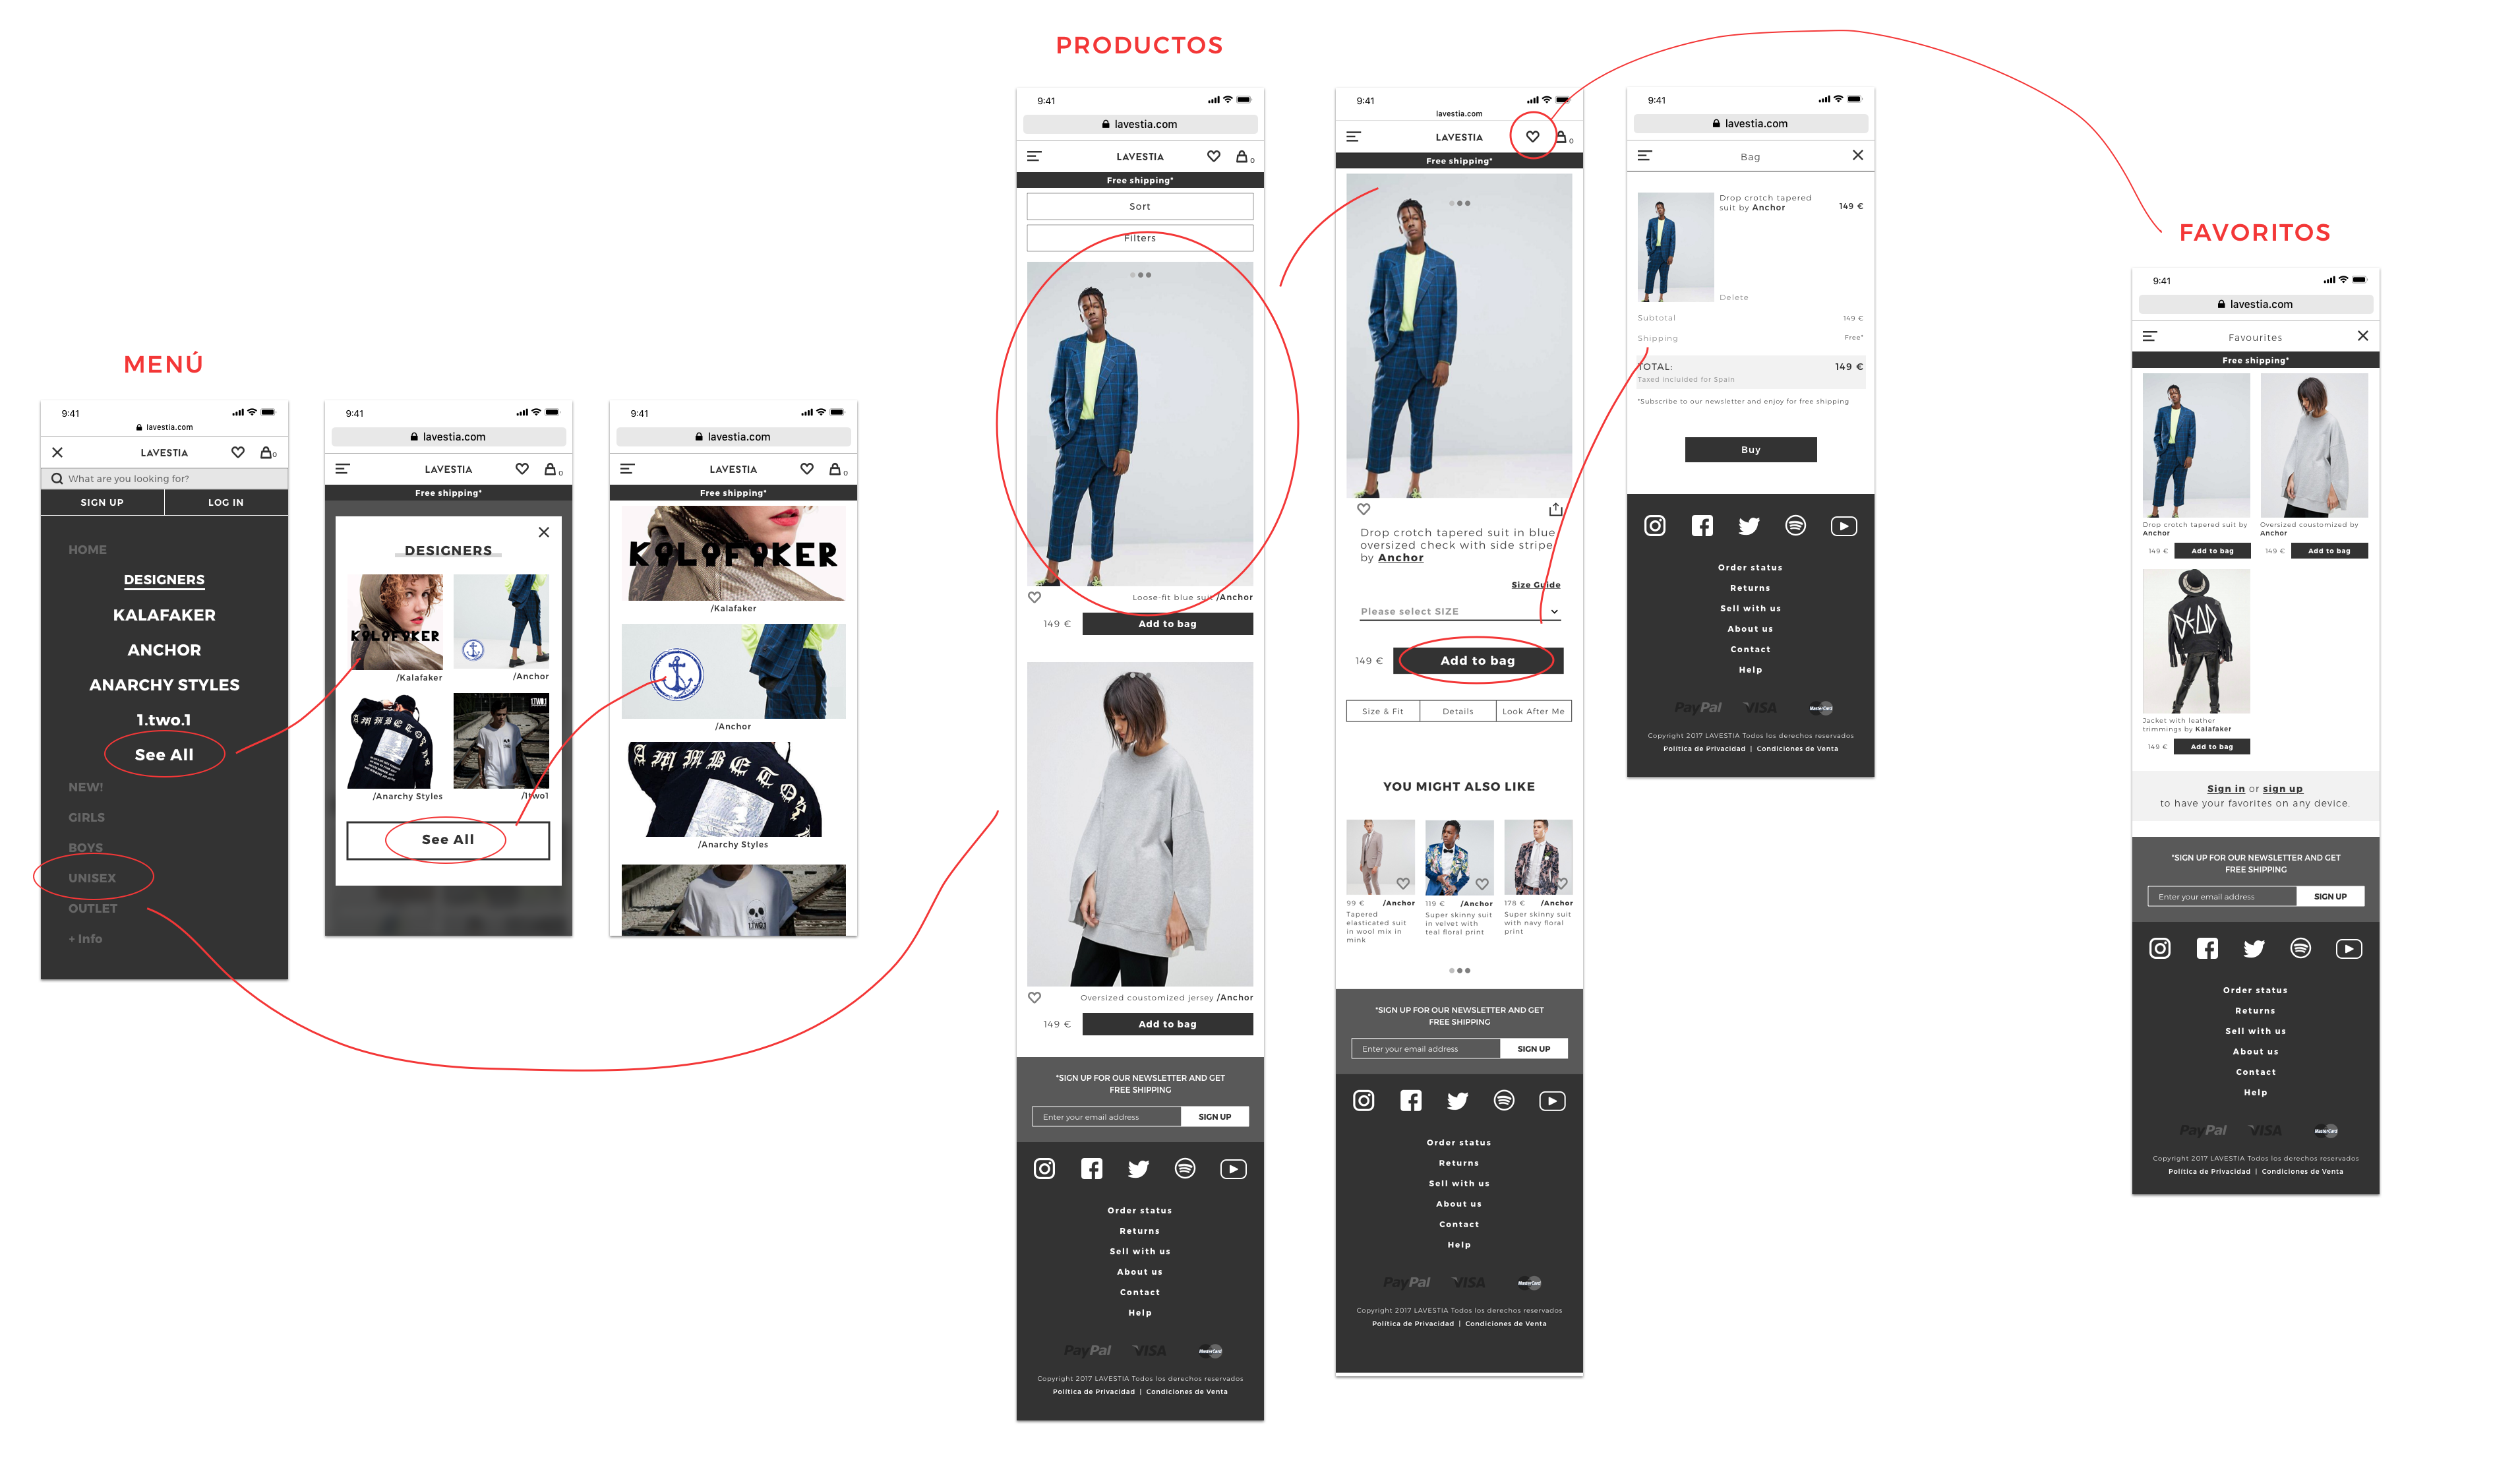 MENÚ
9:41
lavestia.com
LAVESTIA
0
What are you looking for?
SIGN UP
LOG IN
HOME
DESIGNERS
KALAFAKER
ANCHOR
ANARCHY STYLES
1.two.1
See All
NEW!
GIRLS
BOYS
UNISEX
OUTLET
+ Info
9:41
lavestia.com
LAVESTIA
0
Free shipping*
DESIGNERS
KALAFAKER
/Kalafaker
/Anchor
AMMBETOR
/Anarchy Styles
1.TWO.1
/1two1
See All
9:41
lavestia.com
LAVESTIA
0
Free shipping*
KALAFAKER
/Kalafaker
/Anchor
AMMBETOR
/Anarchy Styles
1.TWO.1
PRODUCTOS
9:41
lavestia.com
LAVESTIA
0
Free shipping*
Sort
Filters
Loose-fit blue suit /Anchor
149 €
Add to bag
Oversized coustomized jersey /Anchor
149 €
Add to bag
*SIGN UP FOR OUR NEWSLETTER AND GET
FREE SHIPPING
Enter your email address
SIGN UP
Order status
Returns
Sell with us
About us
Contact
Help
PayPal
VISA
MasterCard
Copyright 2017 LAVESTIA Todos los derechos reservados
Política de Privacidad | Condiciones de Venta
9:41
lavestia.com
LAVESTIA
0
Free shipping*
Drop crotch tapered suit in blue
oversized check with side stripe
by Anchor
Size Guide
Please select SIZE
149 €
Add to bag
Size & Fit
Details
Look After Me
YOU MIGHT ALSO LIKE
99 €
/Anchor
Tapered
elasticated suit
in wool mix in
mink
119 €
/Anchor
Super skinny suit
in velvet with
teal floral print
178 €
/Anchor
Super skinny suit
with navy floral
print
*SIGN UP FOR OUR NEWSLETTER AND GET
FREE SHIPPING
Enter your email address
SIGN UP
Order status
Returns
Sell with us
About us
Contact
Help
PayPal
VISA
MasterCard
Copyright 2017 LAVESTIA Todos los derechos reservados
Política de Privacidad | Condiciones de Venta
9:41
lavestia.com
Bag
Drop crotch tapered
suit by Anchor
149 €
Delete
Subtotal
149 €
Shipping
Free*
TOTAL:
149 €
Taxed incluided for Spain
*Subscribe to our newsletter and enjoy for free shipping
Buy
Order status
Returns
Sell with us
About us
Contact
Help
PayPal
VISA
MasterCard
Copyright 2017 LAVESTIA Todos los derechos reservados
Política de Privacidad | Condiciones de Venta
FAVORITOS
9:41
lavestia.com
Favourites
Free shipping*
Drop crotch tapered suit by
Anchor
149 €
Add to bag
Oversized coustomized by
Anchor
149 €
Add to bag
DEAD
Jacket with leather
trimmings by Kalafaker
149 €
Add to bag
Sign in or sign up
to have your favorites on any device.
*SIGN UP FOR OUR NEWSLETTER AND GET
FREE SHIPPING
Enter your email address
SIGN UP
Order status
Returns
Sell with us
About us
Contact
Help
PayPal
VISA
MasterCard
Copyright 2017 LAVESTIA Todos los derechos reservados
Política de Privacidad | Condiciones de Venta